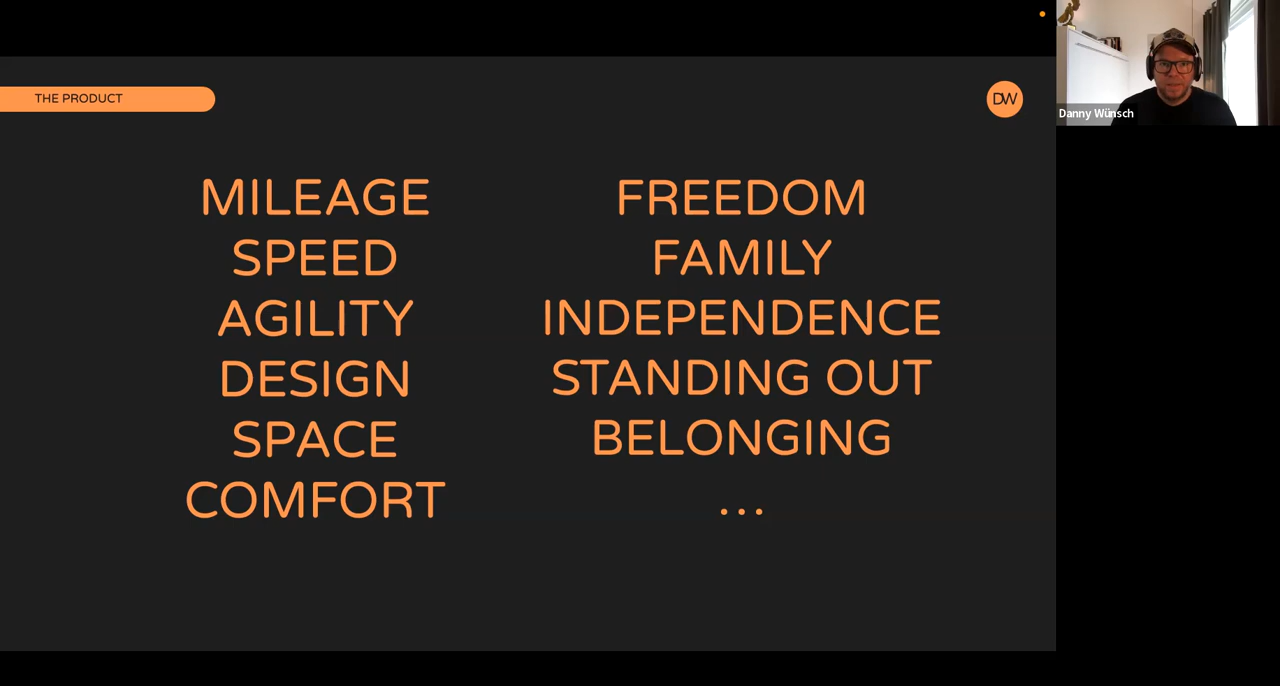 THE PRODUCT
DW
Danny Wünsch
MILEAGE
SPEED
AGILITY
DESIGN
SPACE
COMFORT
FREEDOM
FAMILY
INDEPENDENCE
STANDING OUT
BELONGING
...